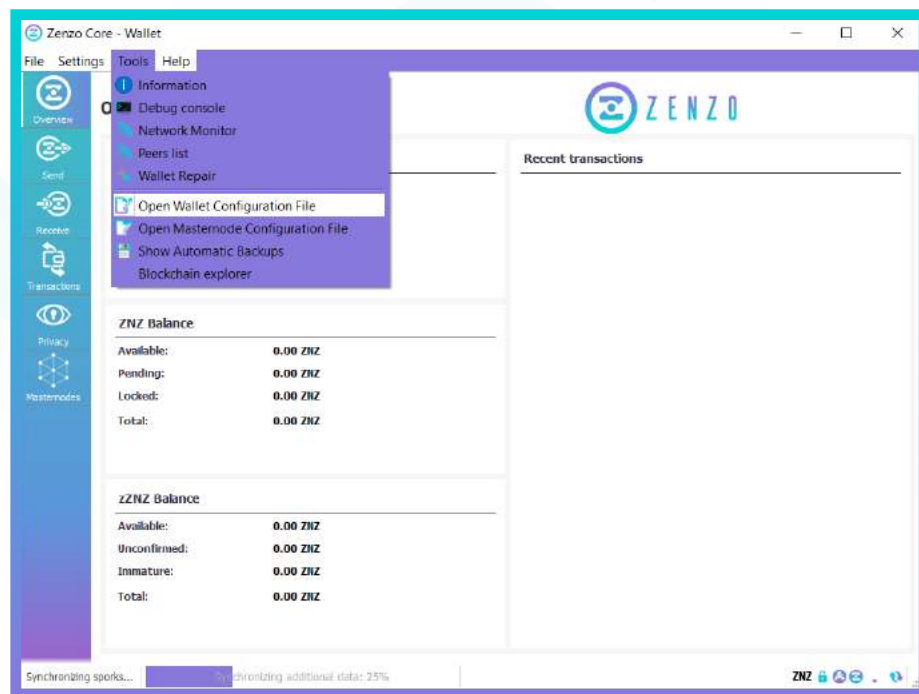 Zenzo Core - Wallet
File Settings Tools Help
Information
Debug console
Network Monitor
Peers list
Wallet Repair
Open Wallet Configuration File
Open Masternode Configuration File
Show Automatic Backups
Blockchain explorer
Overview
Send
Receive
Transactions
Privacy
Masternodes
O
ZENZO
Recent transactions
ZNZ Balance
Available: 0.00 ZNZ
Pending: 0.00 ZNZ
Locked: 0.00 ZNZ
Total: 0.00 ZNZ
zZNZ Balance
Available: 0.00 ZNZ
Unconfirmed: 0.00 ZNZ
Immature: 0.00 ZNZ
Total: 0.00 ZNZ
Synchronizing sporks... Synchronizing additional data: 25% ZNZ